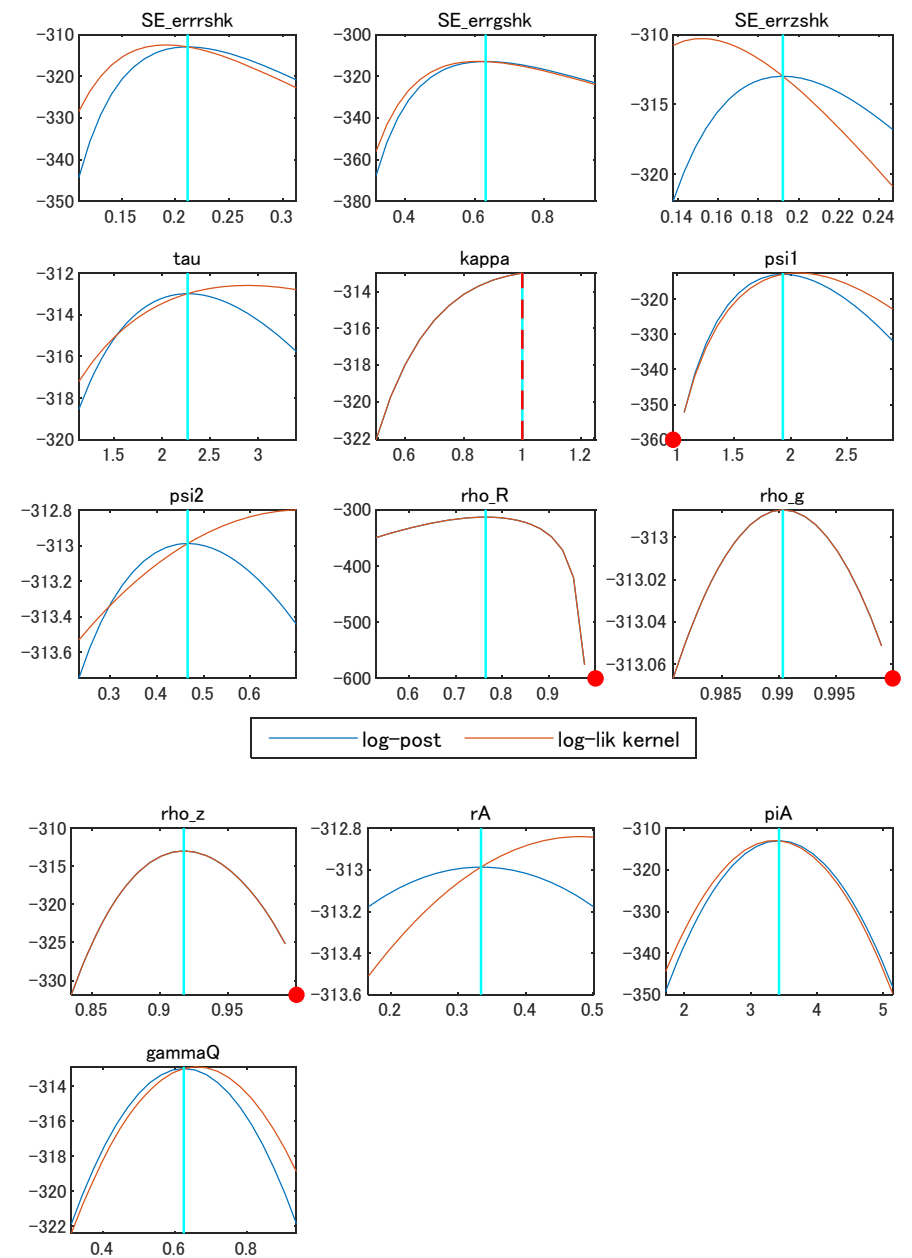 SE_errrshk SE_errgshk SE_errzshk
−310 −300 −310
−320 −320 −315
−330 −340
−340 −360 −320
−350 −380
0.15 0.2 0.25 0.3 0.4 0.6 0.8 0.14 0.16 0.18 0.2 0.22 0.24
tau kappa psi1
−312 −314 −320
−314 −316 −330
−316 −318 −340
−318 −320 −350
−320 −322 −360
1.5 2 2.5 3 0.6 0.8 1 1.2 1 1.5 2 2.5
psi2 rho_R rho_g
−312.8 −300 −313
−313 −400 −313.02
−313.2
−313.4 −500 −313.04
−313.6 −600 −313.06
0.3 0.4 0.5 0.6 0.6 0.7 0.8 0.9 0.985 0.99 0.995
log−post log−lik kernel
rho_z rA piA
−310 −312.8 −310
−315 −313 −320
−320 −313.2 −330
−325 −313.4 −340
−330 −313.6 −350
0.85 0.9 0.95 0.2 0.3 0.4 0.5 2 3 4 5
gammaQ
−314
−316
−318
−320
−322
0.4 0.6 0.8